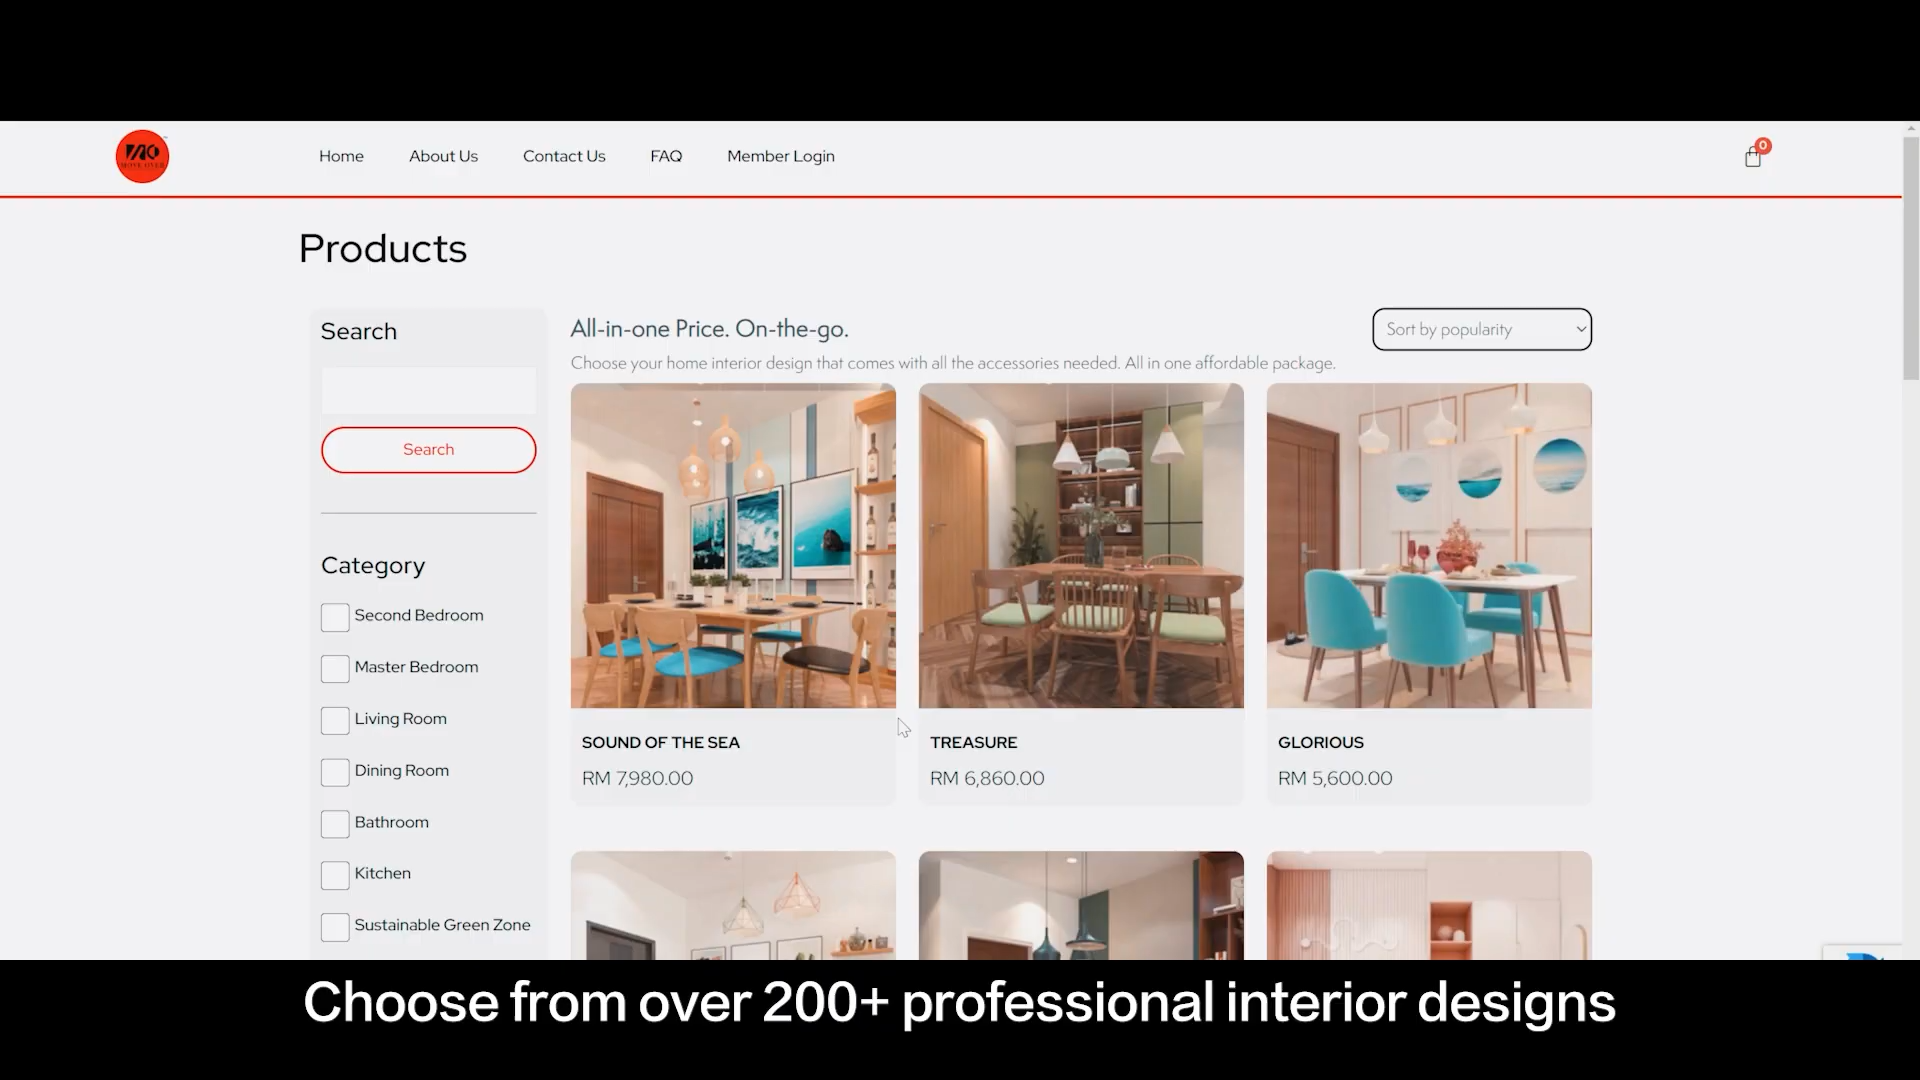 MOVE OVER
Home
About Us
Contact Us
FAQ
Member Login
0
Products
Search
Search
Category
Second Bedroom
Master Bedroom
Living Room
Dining Room
Bathroom
Kitchen
Sustainable Green Zone
All-in-one Price. On-the-go.
Sort by popularity
Choose your home interior design that comes with all the accessories needed. All in one affordable package.
SOUND OF THE SEA
RM 7,980.00
TREASURE
RM 6,860.00
GLORIOUS
RM 5,600.00
Choose from over 200+ professional interior designs